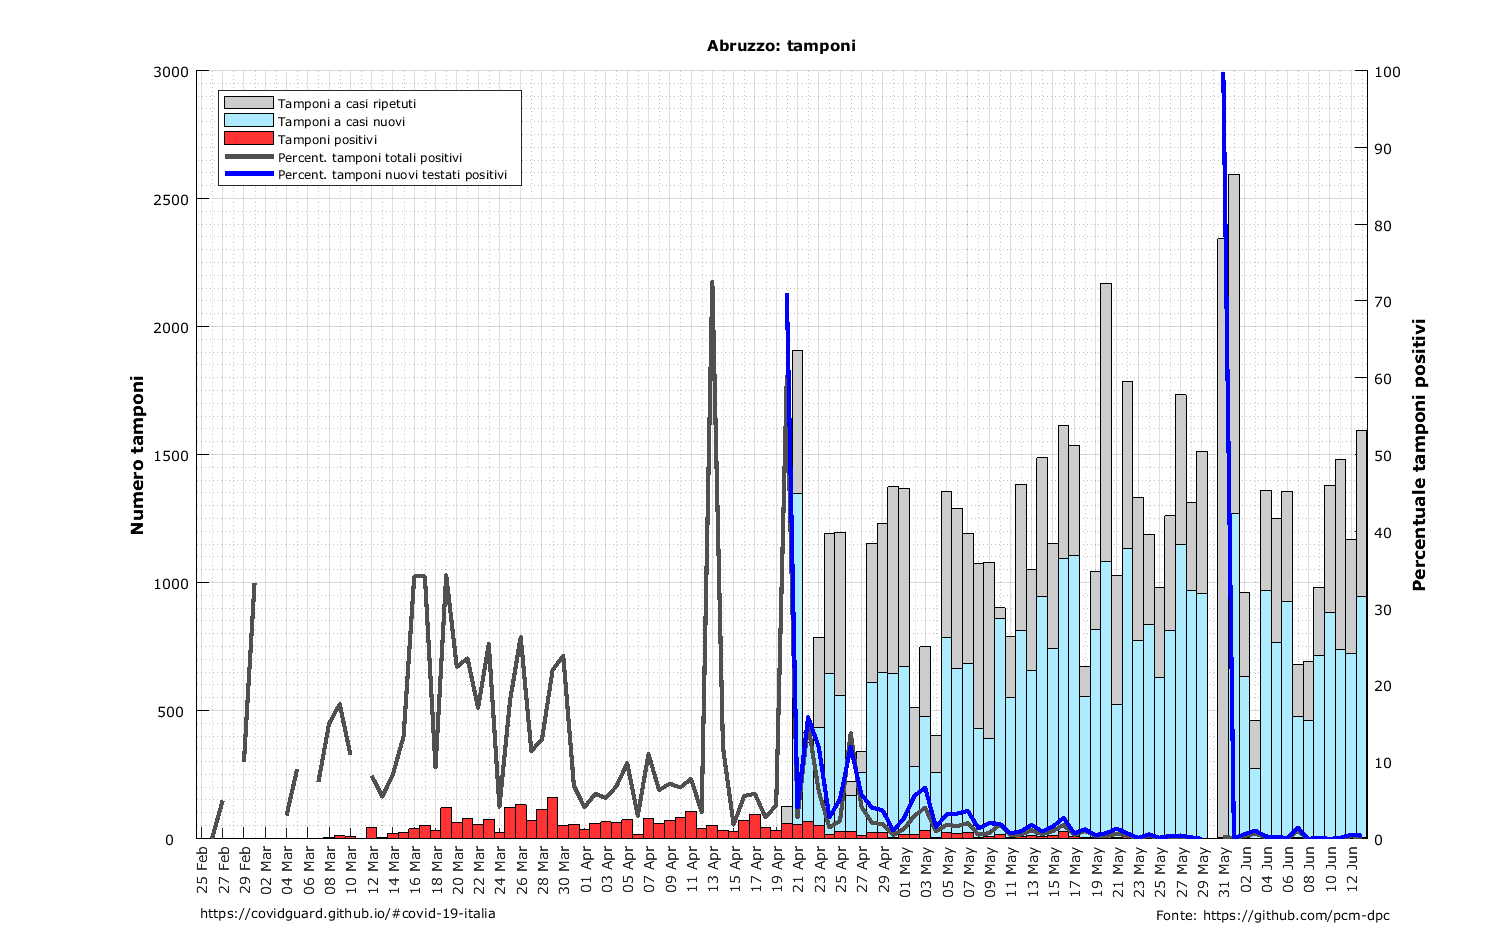 Abruzzo: tamponi
3000
2500
2000
1500
1000
500
0
Numero tamponi
Tamponi a casi ripetuti
Tamponi a casi nuovi
Tamponi positivi
Percent. tamponi totali positivi
Percent. tamponi nuovi testati positivi
100
90
80
70
60
50
40
30
20
10
0
Percentuale tamponi positivi
25 Feb
27 Feb
29 Feb
02 Mar
04 Mar
06 Mar
08 Mar
10 Mar
12 Mar
14 Mar
16 Mar
18 Mar
20 Mar
22 Mar
24 Mar
26 Mar
28 Mar
30 Mar
01 Apr
03 Apr
05 Apr
07 Apr
09 Apr
11 Apr
13 Apr
15 Apr
17 Apr
19 Apr
21 Apr
23 Apr
25 Apr
27 Apr
29 Apr
01 May
03 May
05 May
07 May
09 May
11 May
13 May
15 May
17 May
19 May
21 May
23 May
25 May
27 May
29 May
31 May
02 Jun
04 Jun
06 Jun
08 Jun
10 Jun
12 Jun
https://covidguard.github.io/#covid-19-italia
Fonte: https://github.com/pcm-dpc